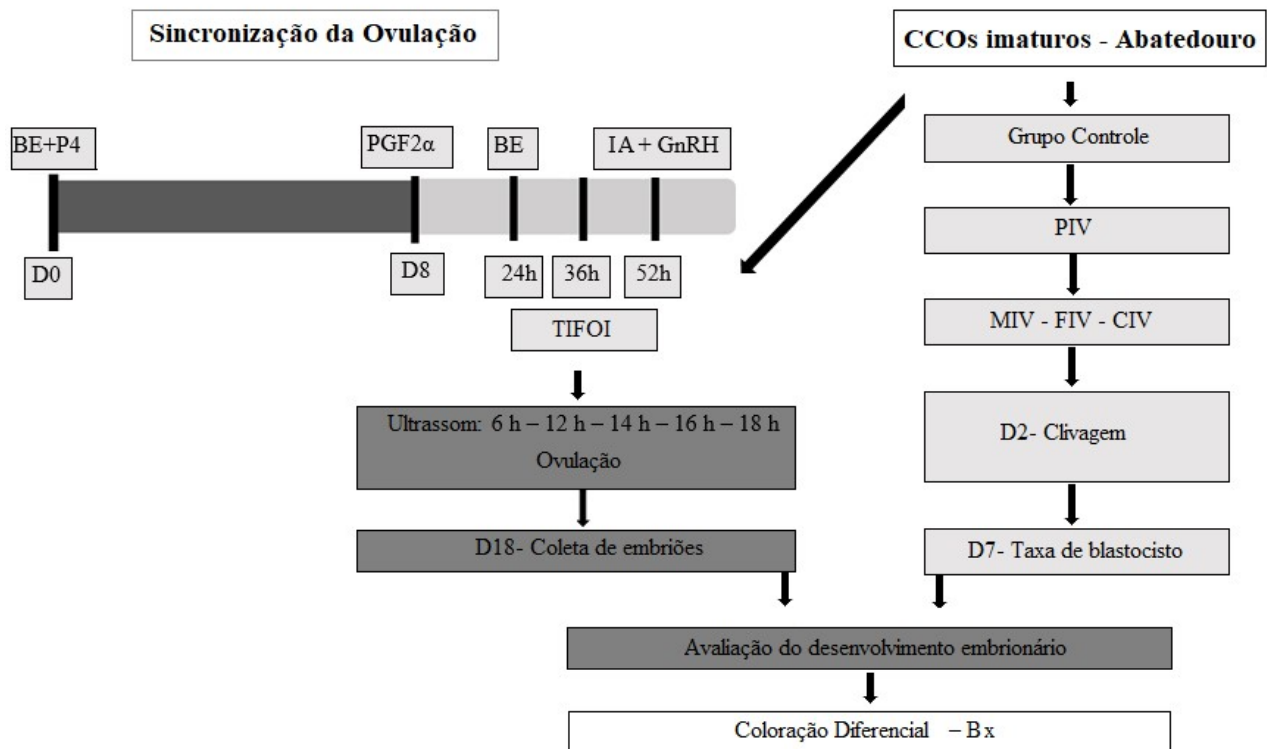 Sincronização da Ovulação
BE+P4
PGF2α
BE
IA + GnRH
D0
D8
24h
36h
52h
TIFOI
Ultrassom: 6 h – 12 h – 14 h – 16 h – 18 h
Ovulação
D18- Coleta de embriões
CCOs imaturos - Abatedouro
Grupo Controle
PIV
MIV - FIV - CIV
D2- Clivagem
D7- Taxa de blastocisto
Avaliação do desenvolvimento embrionário
Coloração Diferencial – Bx